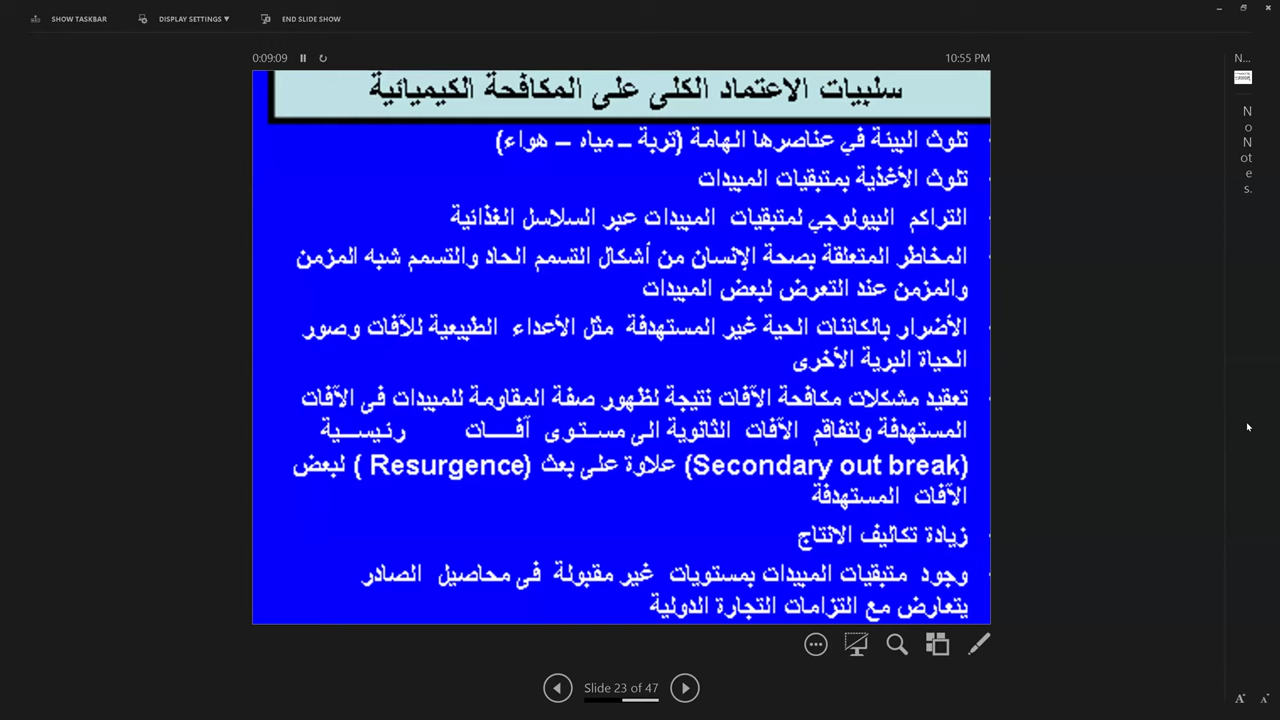 SHOW TASKBAR
DISPLAY SETTINGS ▼
END SLIDE SHOW
0:09:09
10:55 PM
N...
سلبيات الاعتماد الكلى على المكافحة الكيميائية
تلوث البيئة في عناصرها الهامة (تربة – مياه – هواء)
تلوث الأغذية بمتبقيات المبيدات
التراكم البيولوجي لمتبقيات المبيدات عبر السلاسل الغذائية
المخاطر المتعلقة بصحة الإنسان من أشكال التسمم الحاد والتسمم شبه المزمن
والمزمن عند التعرض لبعض المبيدات
الأضرار بالكائنات الحية غير المستهدفة مثل الأعداء الطبيعية للآفات وصور
الحياة البرية الأخرى
تعقيد مشكلات مكافحة الآفات نتيجة لظهور صفة المقاومة للمبيدات فى الآفات
المستهدفة ولتفاقم الآفات الثانوية الى مستوى آفـــات رئيســية
(Secondary out break) علاوة على بعث (Resurgence ) لبعض
الآفات المستهدفة
زيادة تكاليف الانتاج
وجود متبقيات المبيدات بمستويات غير مقبولة فى محاصيل الصادر
يتعارض مع التزامات التجارة الدولية
No Notes.
Slide 23 of 47